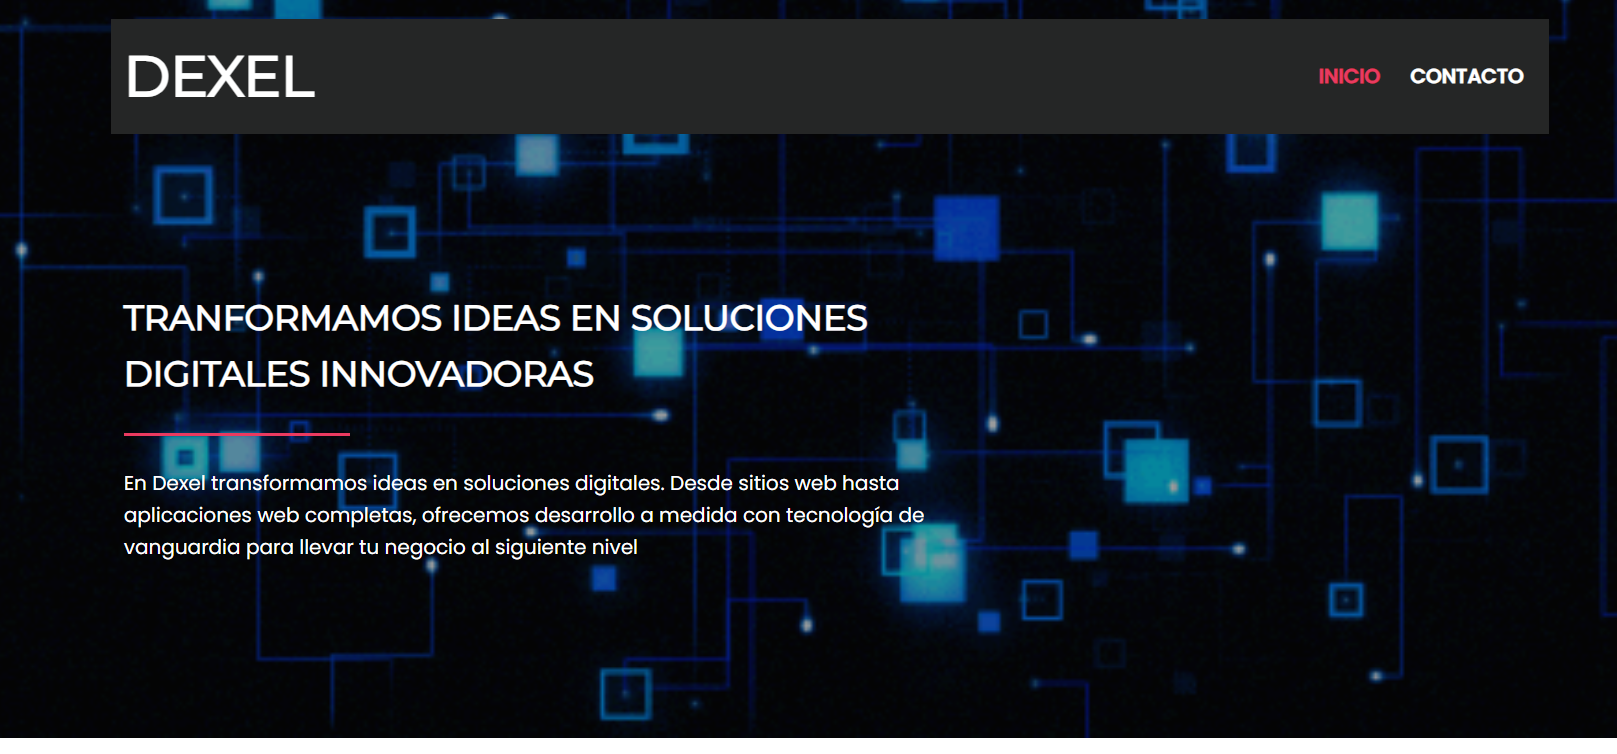 DEXEL
INICIO CONTACTO
TRANFORMAMOS IDEAS EN SOLUCIONES
DIGITALES INNOVADORAS
En Dexel transformamos ideas en soluciones digitales. Desde sitios web hasta
aplicaciones web completas, ofrecemos desarrollo a medida con tecnología de
vanguardia para llevar tu negocio al siguiente nivel